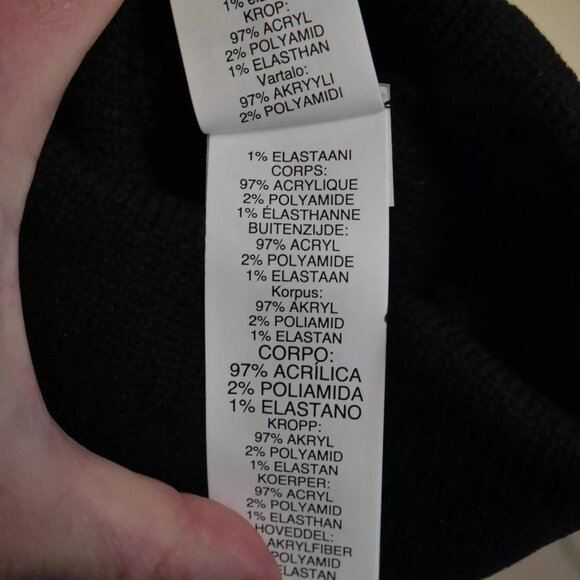 1%
KROP:
97% ACRYL
2% POLYAMID
1% ELASTHAN
Vartalo:
97% AKRYYLI
2% POLYAMIDI
1% ELASTAANI
CORPS:
97% ACRYLIQUE
2% POLYAMIDE
1% ÉLASTHANNE
BUITENZIJDE:
97% ACRYL
2% POLYAMIDE
1% ELASTAAN
Korpus:
97% AKRYL
2% POLIAMID
1% ELASTAN
CORPO:
97% ACRÍLICA
2% POLIAMIDA
1% ELASTANO
KROPP:
97% AKRYL
2% POLYAMID
1% ELASTAN
KOERPER:
97% ACRYL
2% POLYAMID
1% ELASTHAN
HOVEDDEL:
AKRYLFIBER
POLYAMID
ELASTAN